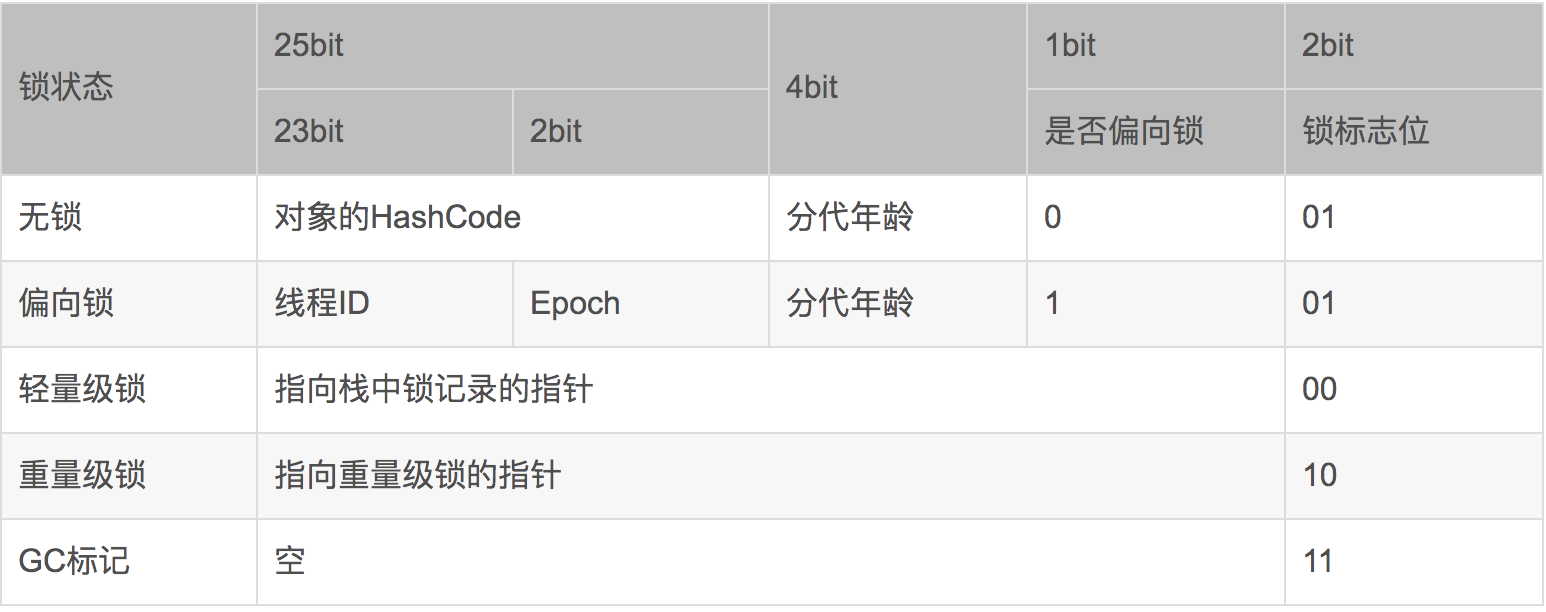 锁状态 25bit 4bit 1bit 2bit
23bit 2bit 是否偏向锁 锁标志位
无锁 对象的HashCode 分代年龄 0 01
偏向锁 线程ID Epoch 分代年龄 1 01
轻量级锁 指向栈中锁记录的指针 00
重量级锁 指向重量级锁的指针 10
GC标记 空 11